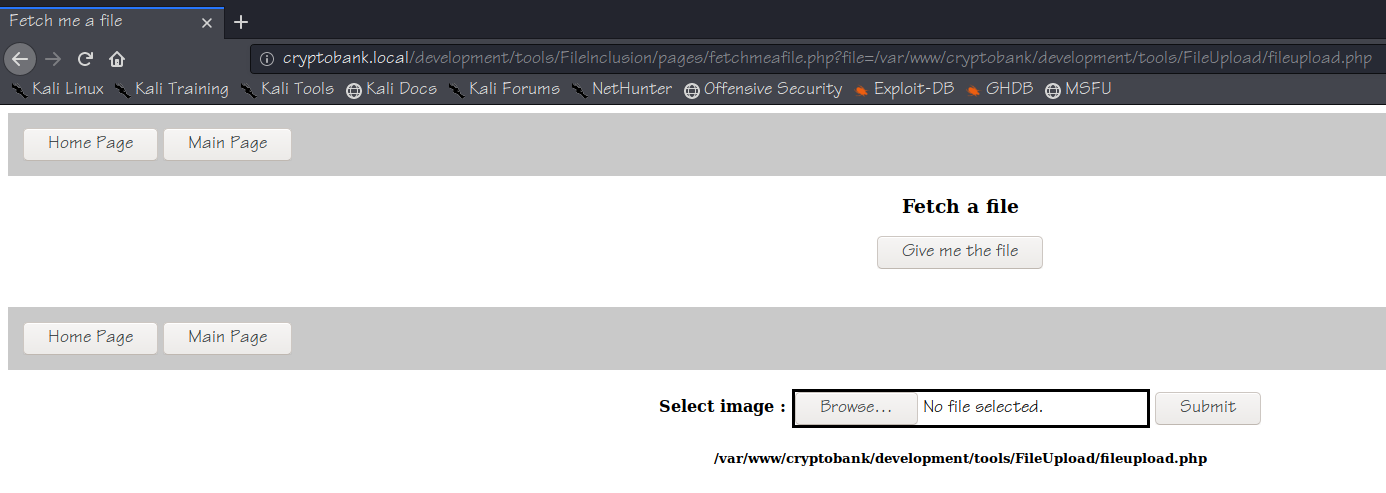 Fetch me a file
cryptobank.local/development/tools/FileInclusion/pages/fetchmeafile.php?file=/var/www/cryptobank/development/tools/FileUpload/fileupload.php
Kali Linux Kali Training Kali Tools Kali Docs Kali Forums NetHunter Offensive Security Exploit-DB GHDB MSFU
Home Page Main Page
Fetch a file
Give me the file
Home Page Main Page
Select image : Browse... No file selected. Submit
/var/www/cryptobank/development/tools/FileUpload/fileupload.php